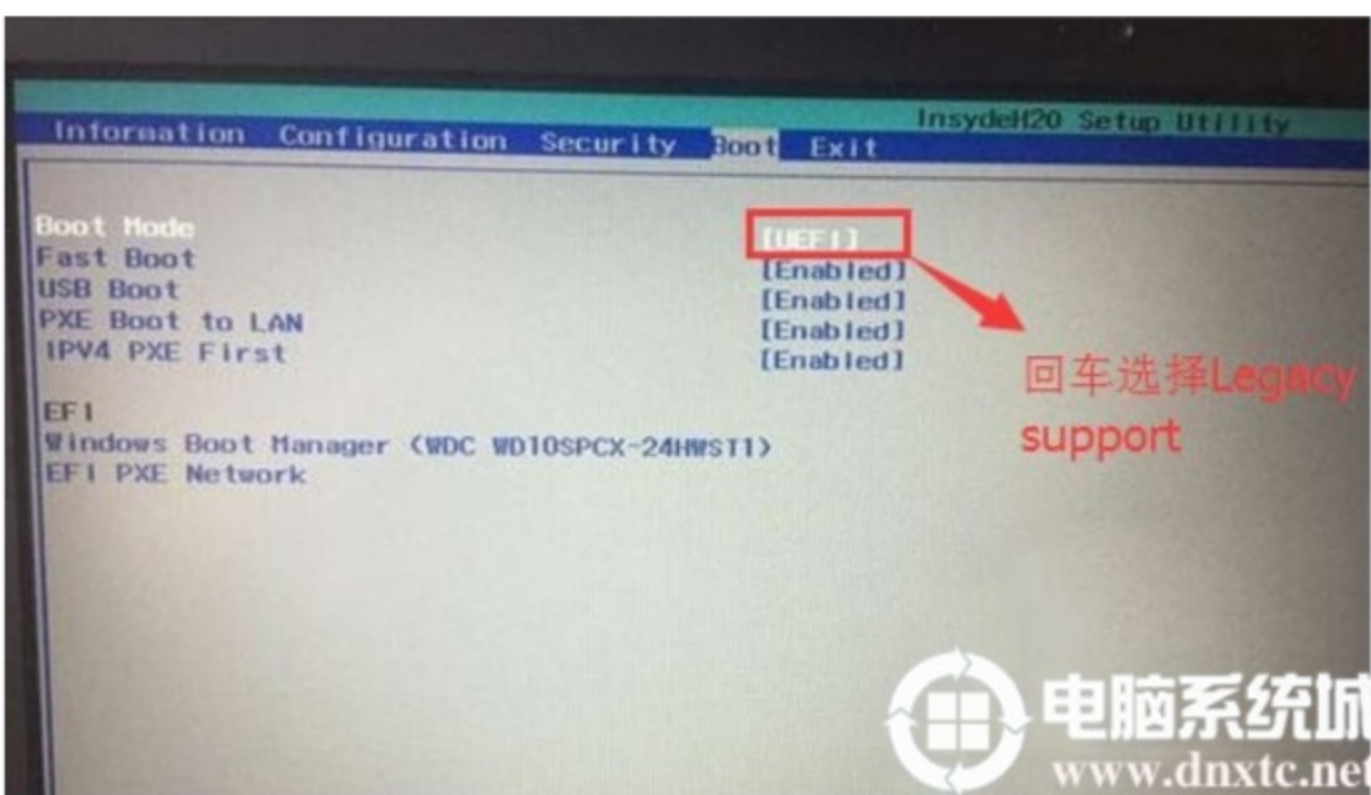 InsydeH20 Setup Utility
Information Configuration Security Boot Exit
Boot Mode [UEFI]
Fast Boot [Enabled]
USB Boot [Enabled]
PXE Boot to LAN [Enabled]
IPV4 PXE First [Enabled]
回车选择Legacy
support
EFI
Windows Boot Manager (WDC WD10SPCX-24HWST1)
EFI PXE Network
电脑系统城
www.dnxtc.net